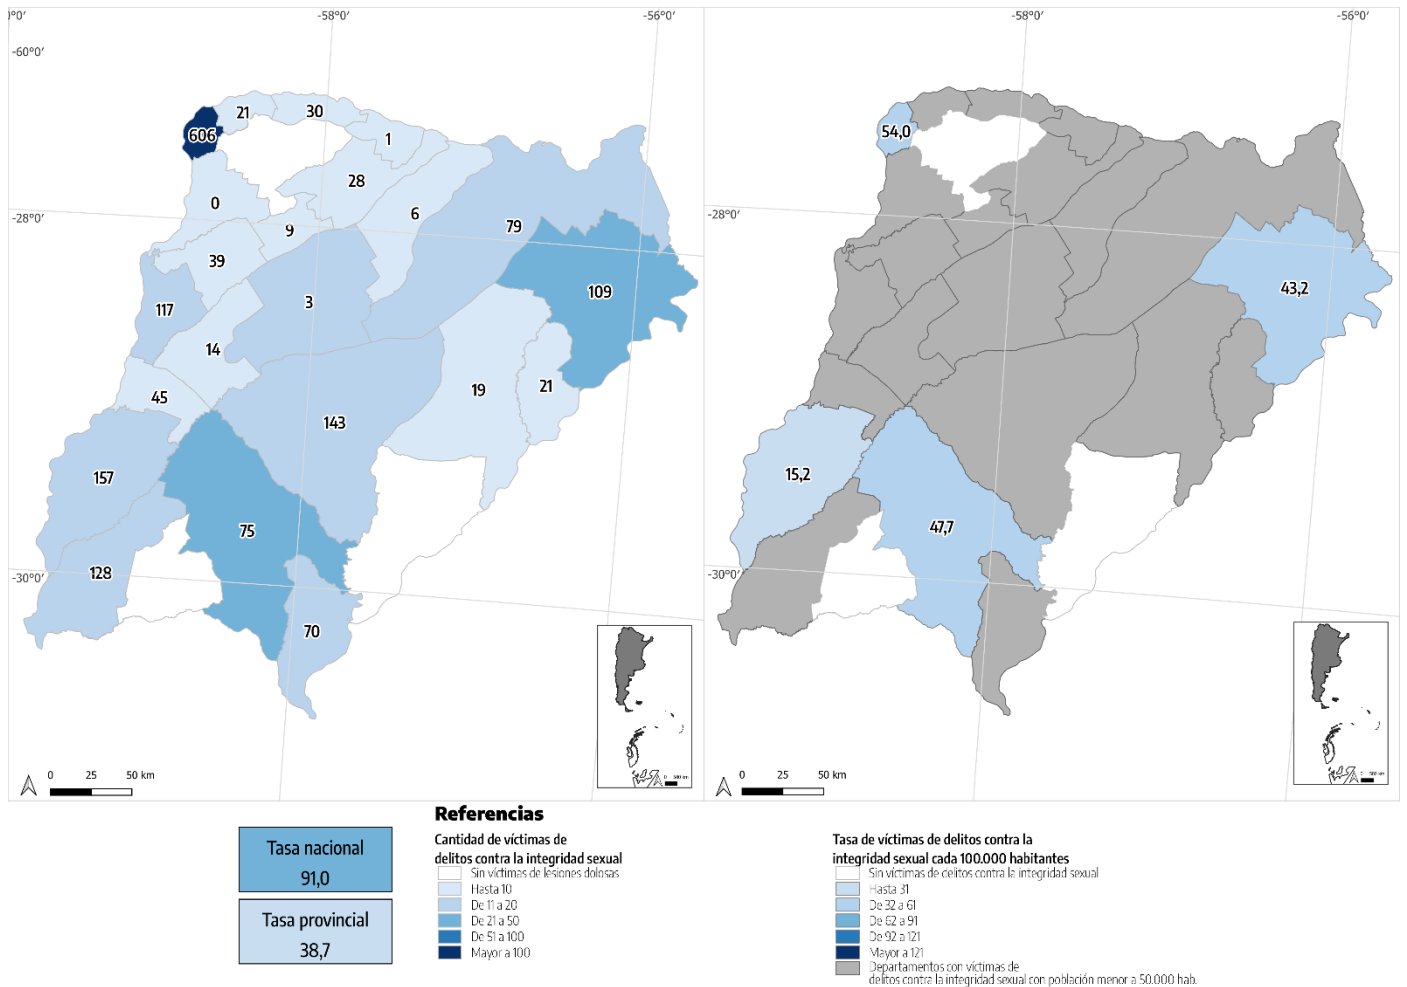 0°0'
-58°0'
-56°0'
-58°0'
-56°0'
-60°0'
21
30
606
1
54,0
28
0
6
-28°0'
-28°0'
9
79
39
109
43,2
117
3
14
19
21
45
143
157
15,2
75
47,7
128
-30°0'
-30°0'
70
0 25 50 km
0 25 50 km
Referencias
Tasa nacional
91,0
Tasa provincial
38,7
Cantidad de víctimas de
delitos contra la integridad sexual
Sin víctimas de lesiones dolosas
Hasta 10
De 11 a 20
De 21 a 50
De 51 a 100
Mayor a 100
Tasa de víctimas de delitos contra la
integridad sexual cada 100.000 habitantes
Sin víctimas de delitos contra la integridad sexual
Hasta 31
De 32 a 61
De 62 a 91
De 92 a 121
Mayor a 121
Departamentos con víctimas de
delitos contra la integridad sexual con población menor a 50.000 hab.